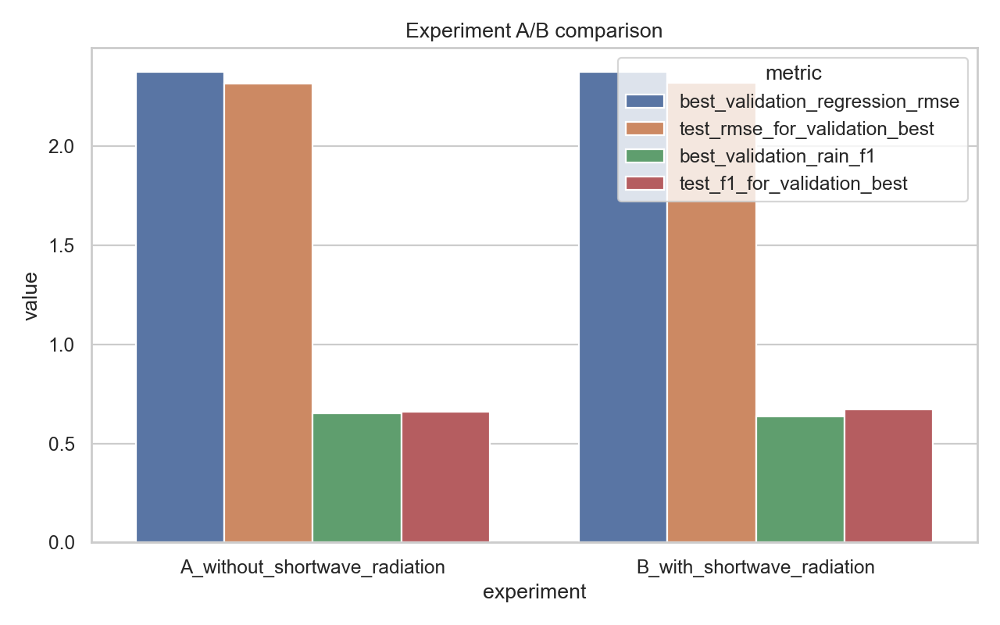 Experiment A/B comparison
metric
best_validation_regression_rmse
test_rmse_for_validation_best
best_validation_rain_f1
test_f1_for_validation_best
value
2.0
1.5
1.0
0.5
0.0
A_without_shortwave_radiation
B_with_shortwave_radiation
experiment